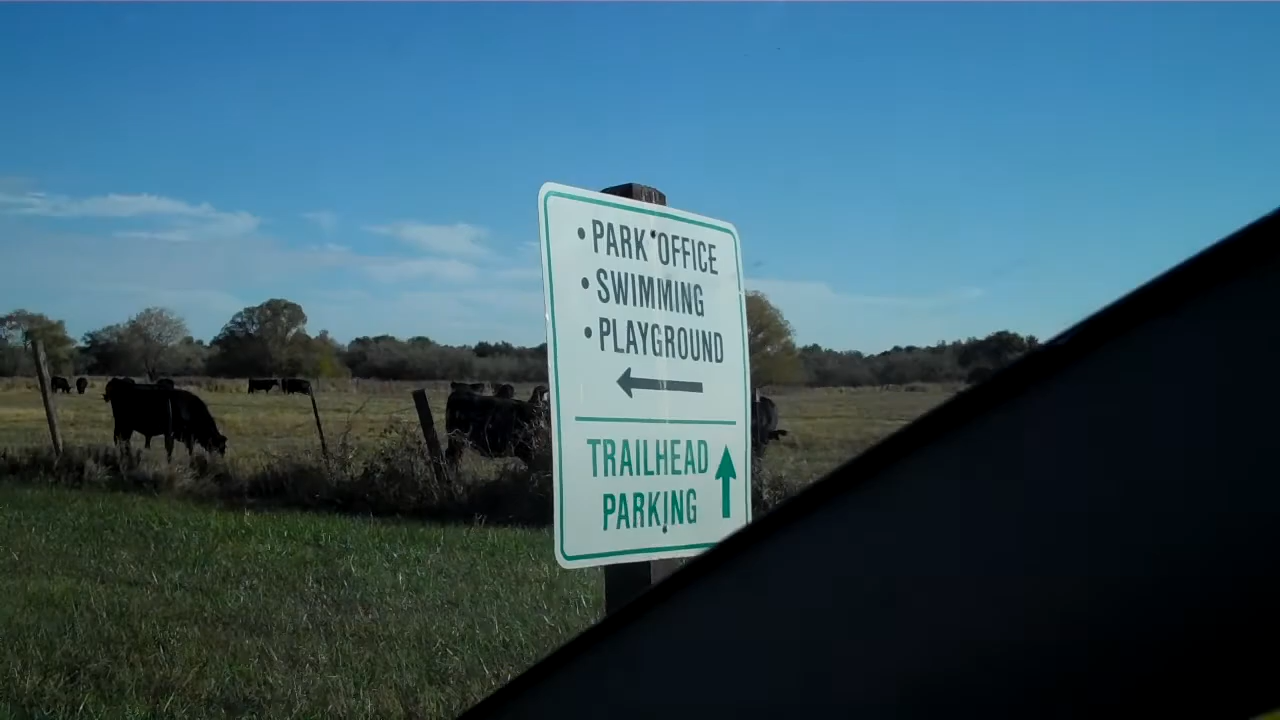 • PARK OFFICE
• SWIMMING
• PLAYGROUND
TRAILHEAD
PARKING